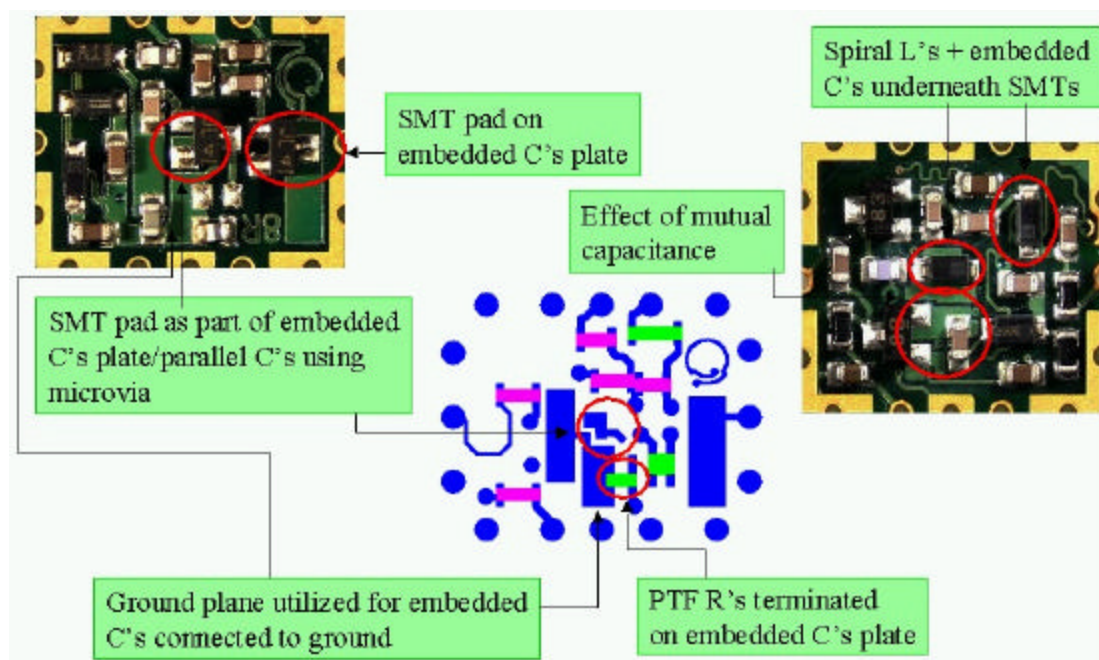 Spiral L's + embedded
C's underneath SMTs
SMT pad on
embedded C's plate
Effect of mutual
capacitance
8R
SMT pad as part of embedded
C's plate/parallel C's using
microvia
Ground plane utilized for embedded
C's connected to ground
PTF R's terminated
on embedded C's plate